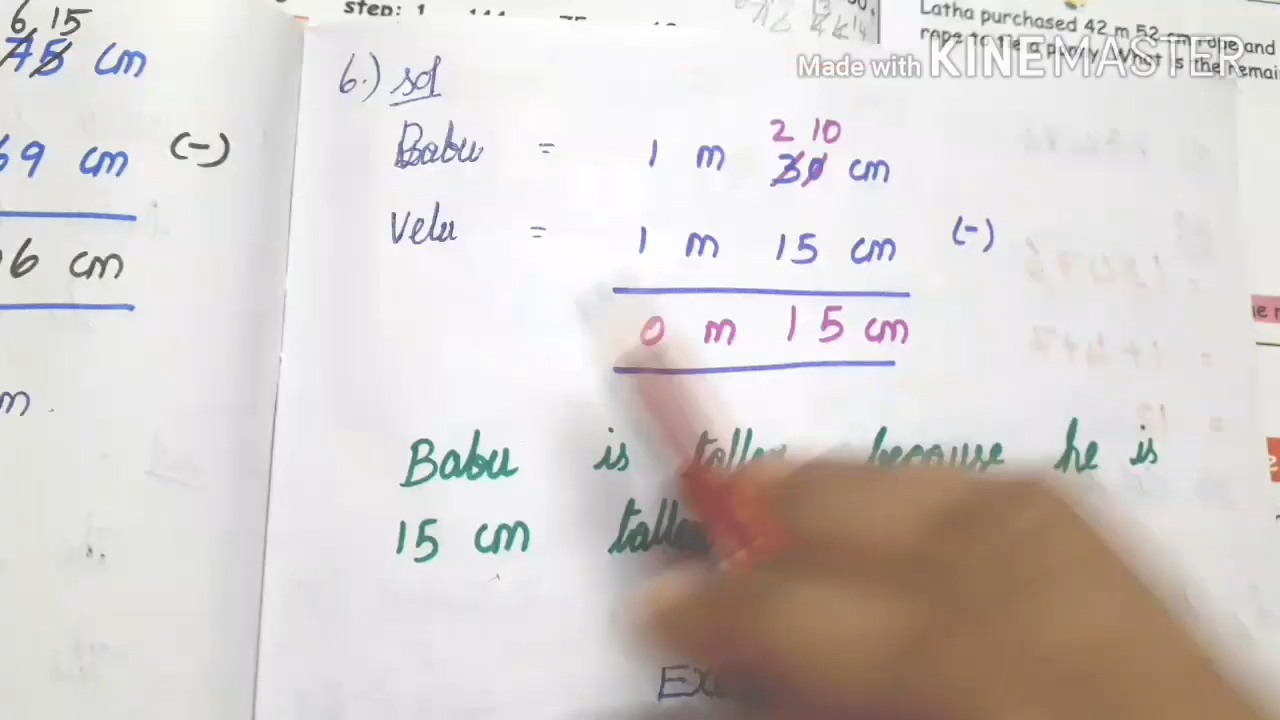 step: 1
Latha purchased 42 m 52 cm rope and
Made with KINEMASTER
6 15
75 cm
69 cm (-)
06 cm
m.
6.) sol
2 10
Babu = 1 m 30 cm
Velu = 1 m 15 cm (-)
0 m 15 cm
Babu is taller because he is
15 cm taller